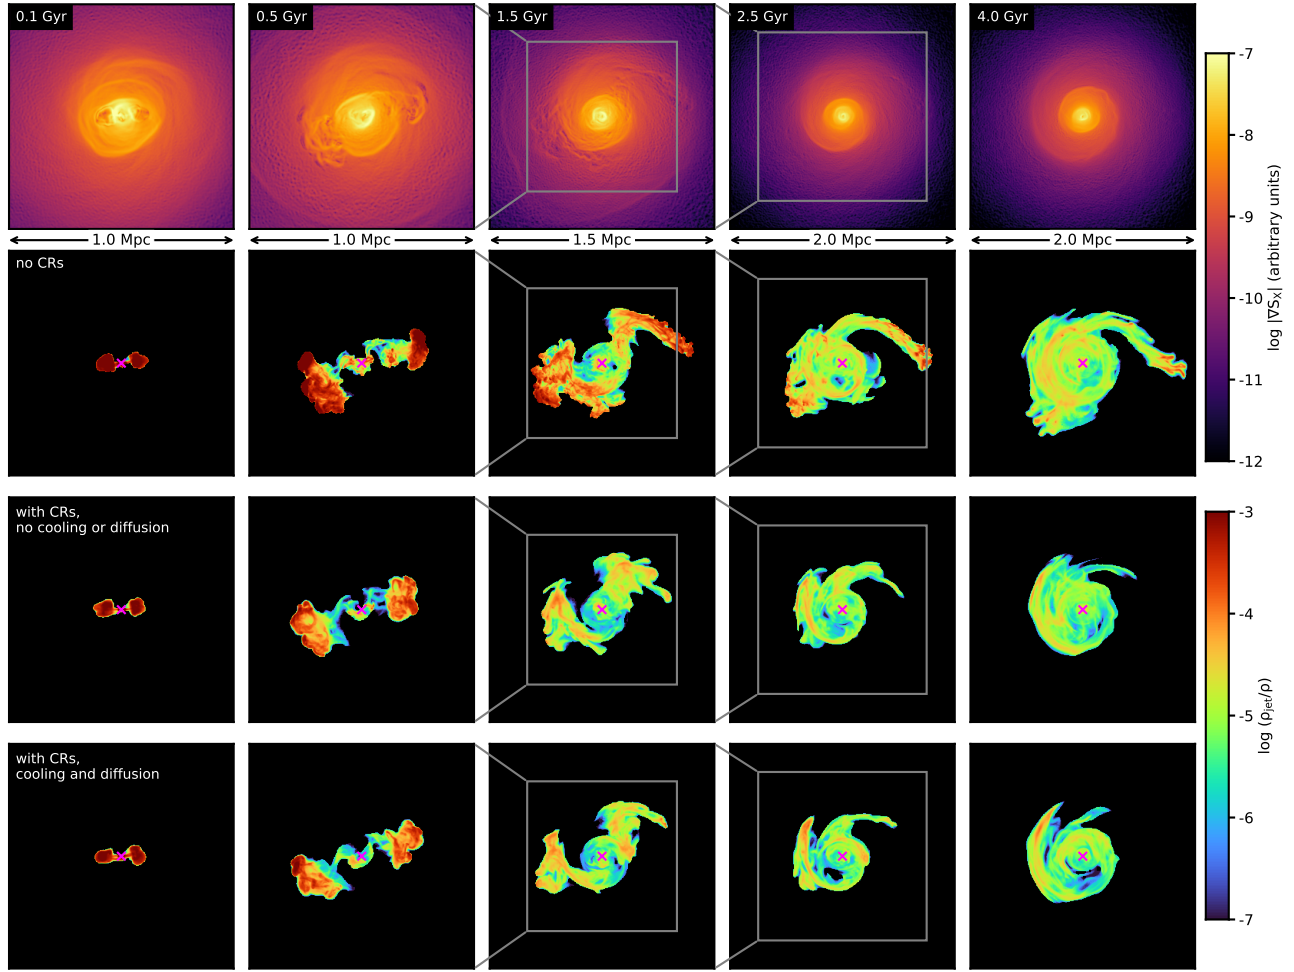 0.1 Gyr
0.5 Gyr
1.5 Gyr
2.5 Gyr
4.0 Gyr
1.0 Mpc
1.0 Mpc
1.5 Mpc
2.0 Mpc
2.0 Mpc
no CRs
with CRs,
no cooling or diffusion
with CRs,
cooling and diffusion
-7
-8
-9
-10
-11
-12
log |∇Sₓ| (arbitrary units)
-3
-4
-5
-6
-7
log (ρjet/ρ)